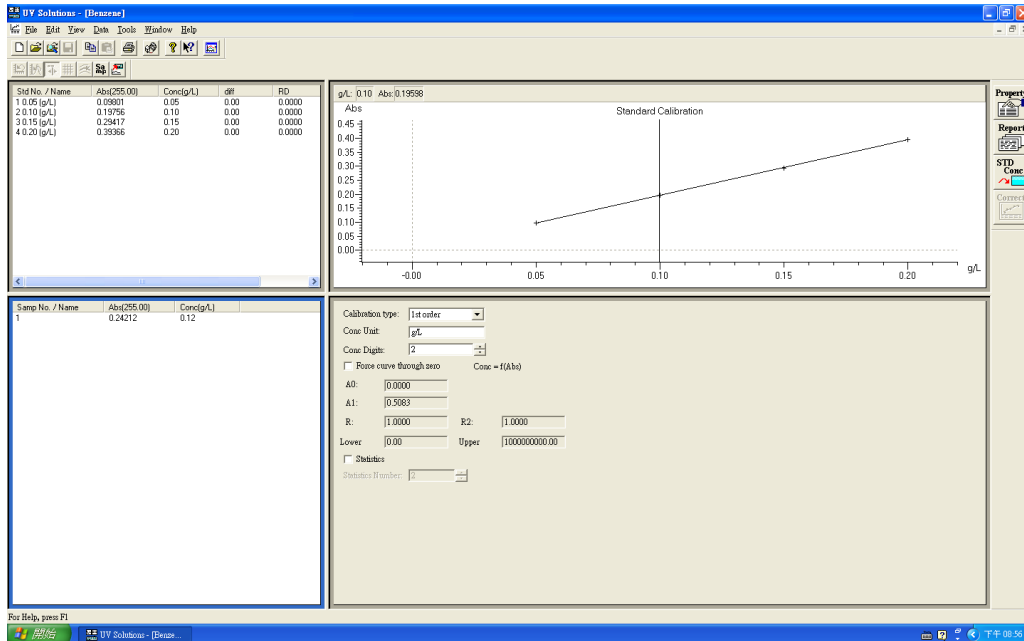 UV Solutions - [Benzene]
File Edit View Data Tools Window Help
Samp
Std No. / Name Abs(255.00) Conc(g/L) diff RD
1 0.05 (g/L) 0.09801 0.05 0.00 0.0000
2 0.10 (g/L) 0.19756 0.10 0.00 0.0000
3 0.15 (g/L) 0.29417 0.15 0.00 0.0000
4 0.20 (g/L) 0.39366 0.20 0.00 0.0000
g/L: 0.10 Abs: 0.19598
Abs
Standard Calibration
0.45
0.40
0.35
0.30
0.25
0.20
0.15
0.10
0.05
0.00
-0.00 0.05 0.10 0.15 0.20
g/L
Property
Report
STD
Conc
Correct
Samp No. / Name Abs(255.00) Conc(g/L)
1 0.24212 0.12
Calibration type: 1st order
Conc Unit: g/L
Conc Digits: 2
Force curve through zero Conc = f(Abs)
A0: 0.0000
A1: 0.5083
R: 1.0000 R2: 1.0000
Lower 0.00 Upper 1000000000.00
Statistics
Statistics Number: 2
For Help, press F1
開始 UV Solutions - [Benze... 下午 08:56